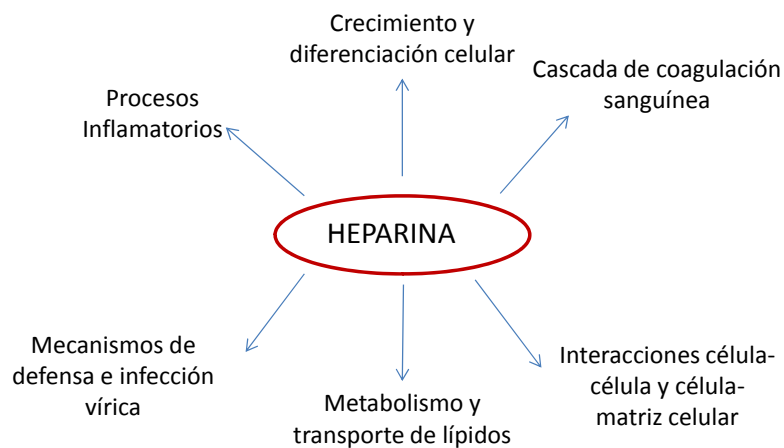 Crecimiento y
diferenciación celular
Cascada de coagulación
sanguínea
Procesos
Inflamatorios
HEPARINA
Mecanismos de
defensa e infección
vírica
Metabolismo y
transporte de lípidos
Interacciones célula-
célula y célula-
matriz celular